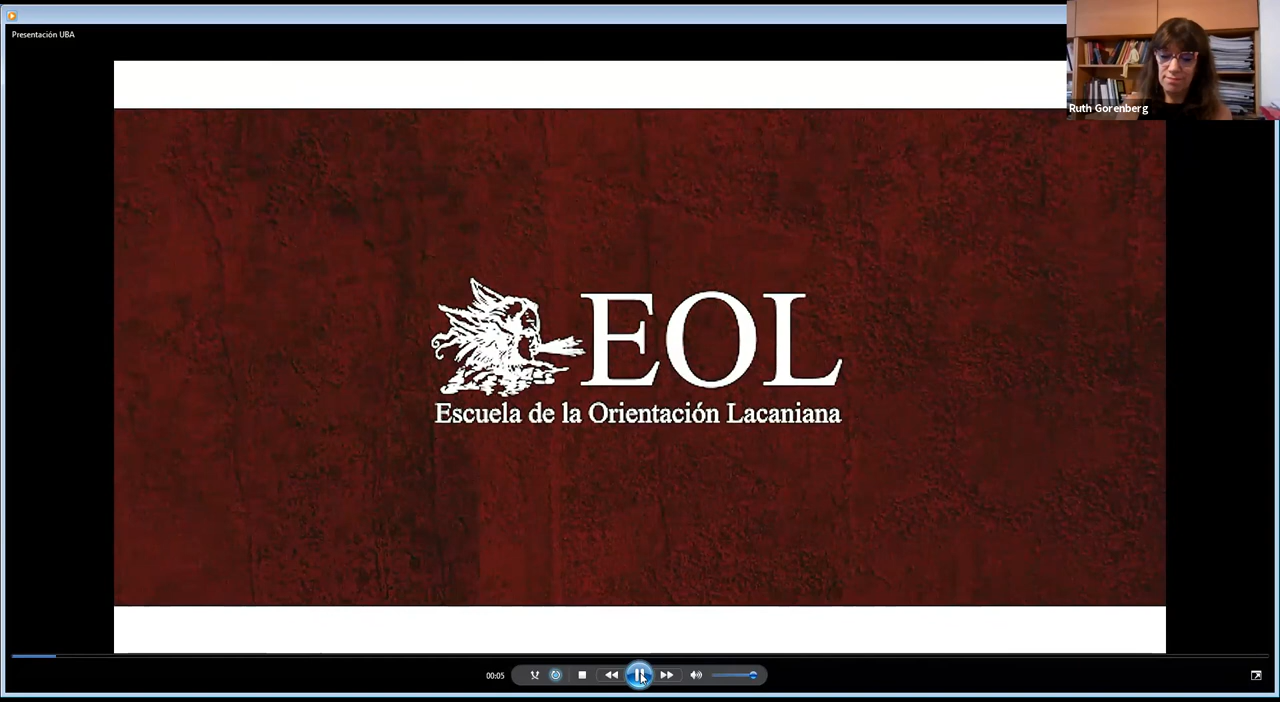 Presentación UBA
Ruth Gorenberg
EOL
Escuela de la Orientación Lacaniana
00:05